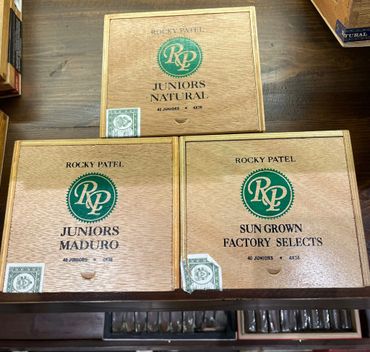 ROCKY PATEL
RP
JUNIORS
NATURAL
40 JUNIORS • 4X38
ROCKY PATEL
RP
JUNIORS
MADURO
40 JUNIORS • 4X38
ROCKY PATEL
RP
SUN GROWN
FACTORY SELECTS
40 JUNIORS • 4X38